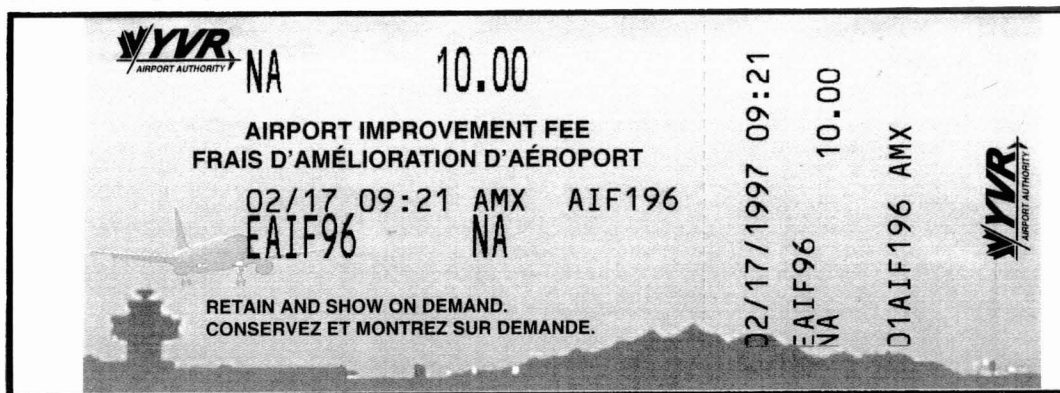 YVR
AIRPORT AUTHORITY
NA 10.00
AIRPORT IMPROVEMENT FEE
FRAIS D'AMÉLIORATION D'AÉROPORT
02/17 09:21 AMX AIF196
EAIF96 NA
RETAIN AND SHOW ON DEMAND.
CONSERVEZ ET MONTREZ SUR DEMANDE.
02/17/1997 09:21
EAIF96
NA 10.00
01AIF196 AMX
YVR
AIRPORT AUTHORITY